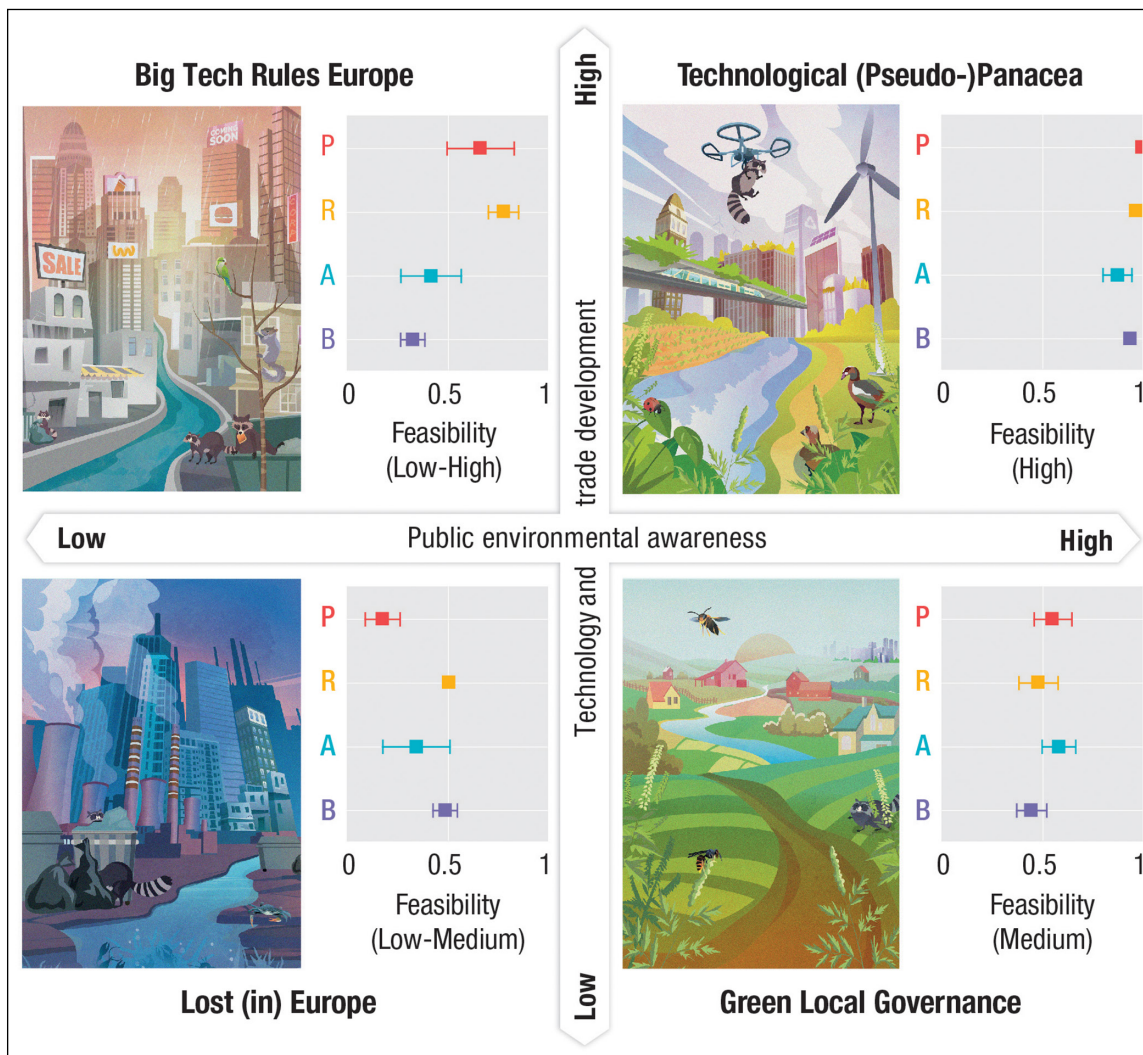 Big Tech Rules Europe
High
Technological (Pseudo-)Panacea
COMING
SOON
SALE
P
R
A
B
0
0.5
1
Feasibility
(Low-High)
P
R
A
B
0.5
1
Feasibility
(High)
Technology and trade development
Low
Public environmental awareness
High
P
R
A
B
0
0.5
1
Feasibility
(Low-Medium)
P
R
A
B
0
0.5
1
Feasibility
(Medium)
Lost (in) Europe
Low
Green Local Governance